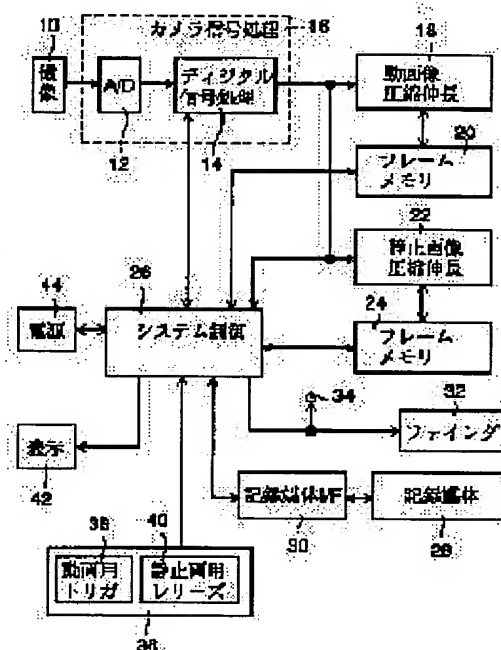 カメラ信号処理 16
10
撮像
A/D
12
ディジタル
信号処理
14
18
動画像
圧縮伸長
20
フレーム
メモリ
22
静止画像
圧縮伸長
24
フレーム
メモリ
26
システム制御
44
電源
34
32
ファインダ
表示
42
記録媒体I/F
30
記録媒体
28
38
動画用
トリガ
40
静止画用
レリーズ
36